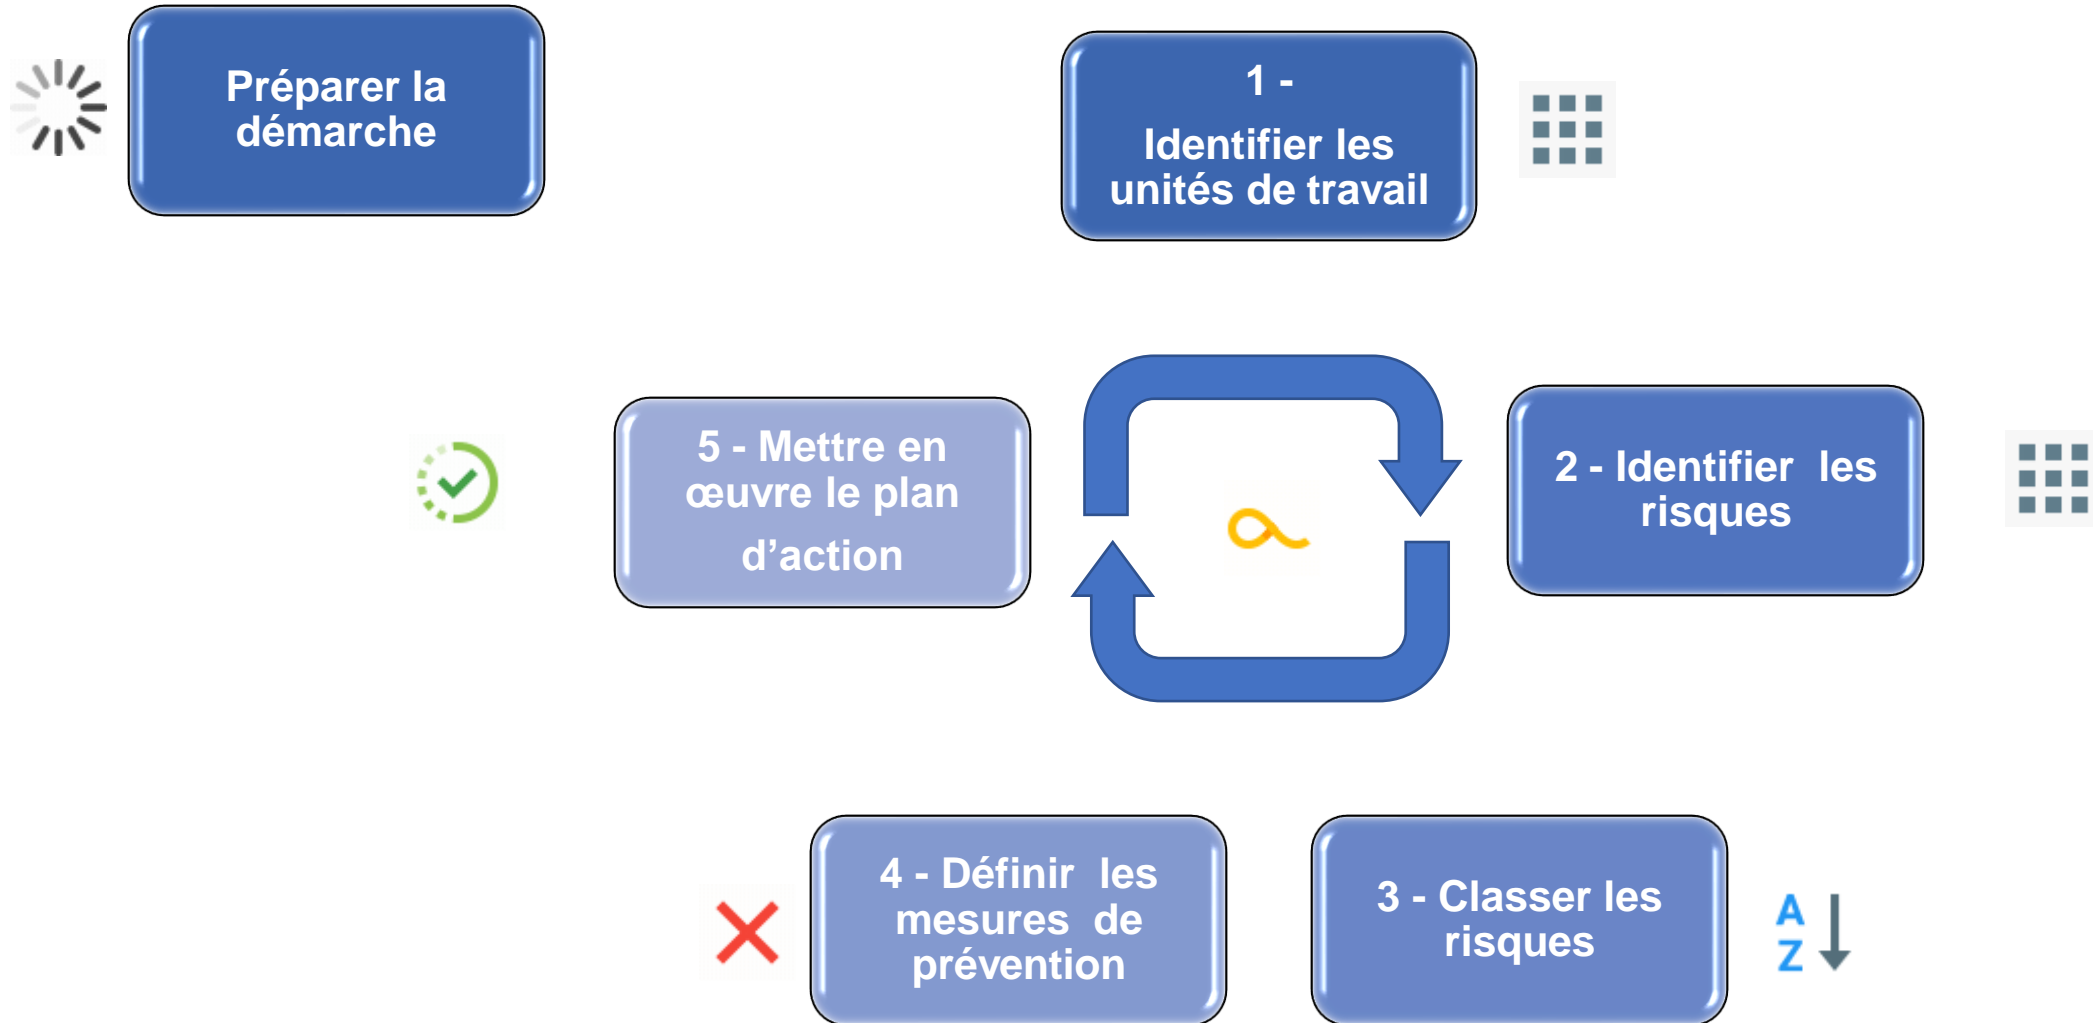 Préparer la
démarche
1 -
Identifier les
unités de travail
2 - Identifier  les
risques
3 - Classer les
risques
A
Z
4 - Définir  les
mesures  de
prévention
5 - Mettre en
œuvre le plan
d’action